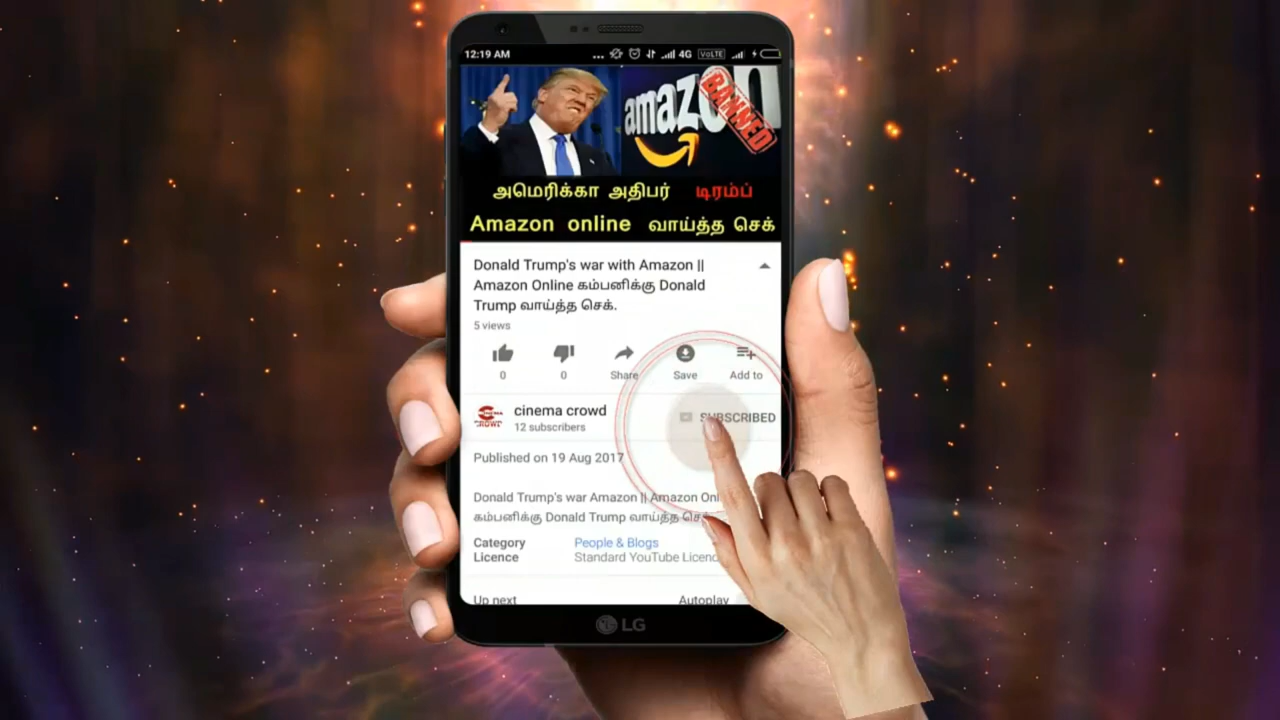 12:19 AM
4G VoLTE
amazon
BANNED
அமெரிக்கா அதிபர் டிரம்ப்
Amazon online வாய்த்த செக்
Donald Trump's war with Amazon ||
Amazon Online கம்பனிக்கு Donald
Trump வாய்த்த செக்.
5 views
0 0 Share Save Add to
cinema crowd
SUBSCRIBED
12 subscribers
Published on 19 Aug 2017
Donald Trump's war Amazon || Amazon
கம்பனிக்கு Donald Trump வாய்த்த
Category People & Blogs
Licence Standard YouTube
Up next Autoplay
LG